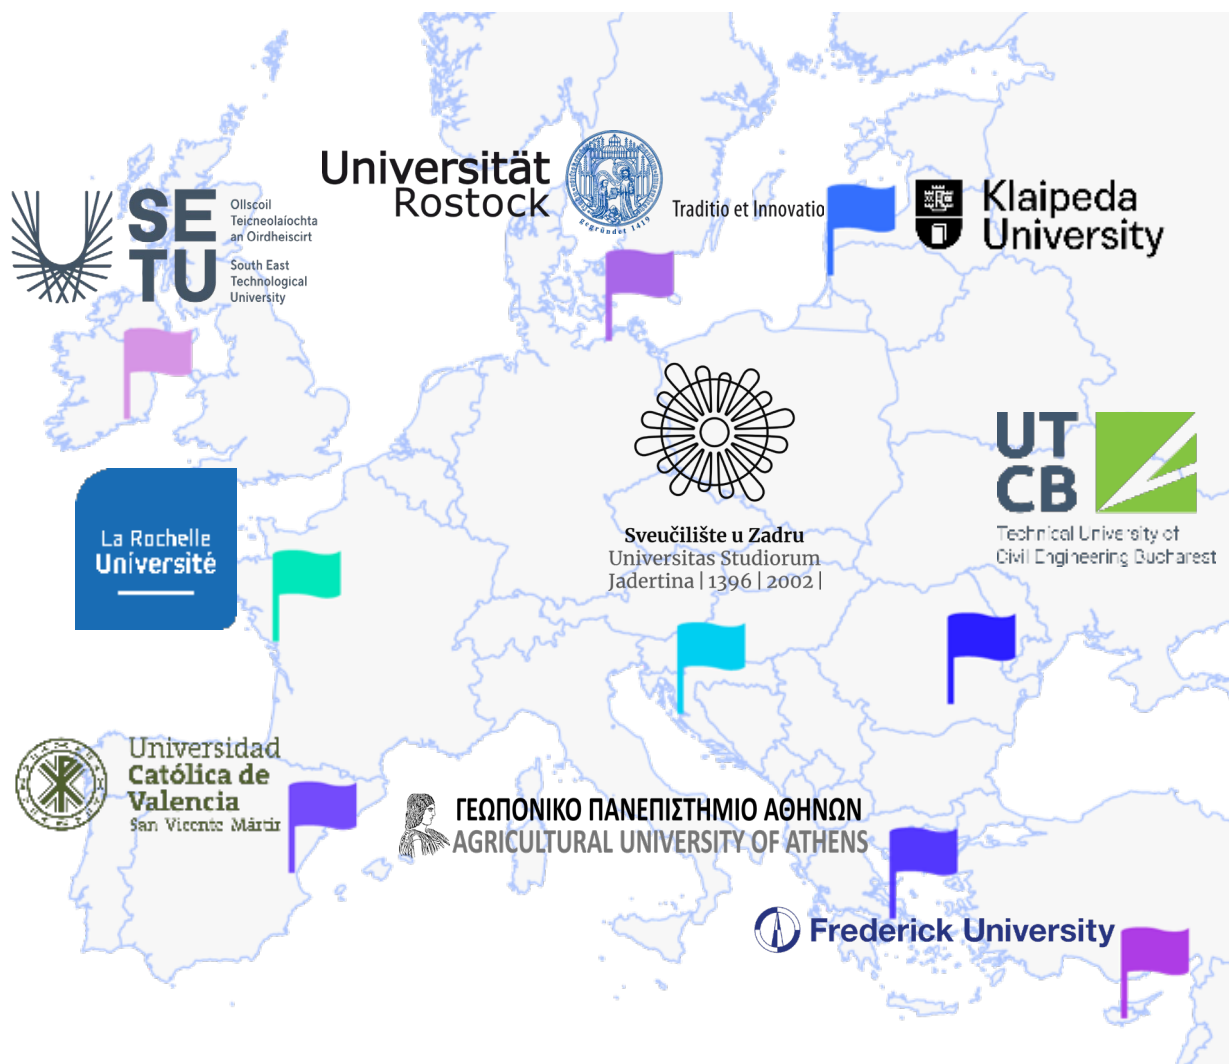 Universität
Rostock
gegründet 1419
Traditio et Innovatio
Klaipeda
University
SE
TU
Ollscoil
Teicneolaíochta
an Oirdheiscirt
South East
Technological
University
UT
CB
Technical University of
Civil Engineering Bucharest
La Rochelle
Université
Sveučilište u Zadru
Universitas Studiorum
Jadertina | 1396 | 2002 |
Universidad
Católica de
Valencia
San Vicente Mártir
ΓΕΩΠΟΝΙΚΟ ΠΑΝΕΠΙΣΤΗΜΙΟ ΑΘΗΝΩΝ
AGRICULTURAL UNIVERSITY OF ATHENS
Frederick University